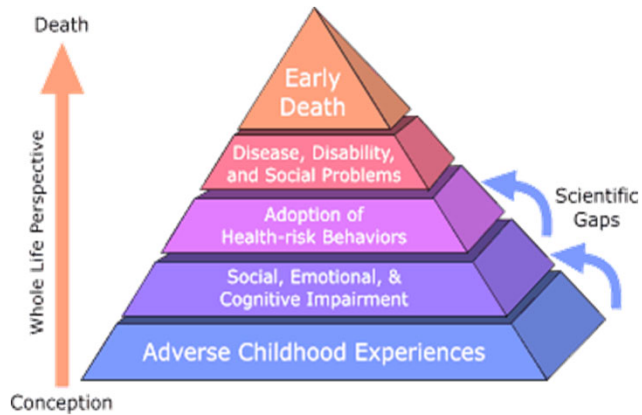 Death
Whole Life Perspective
Conception
Early
Death
Disease, Disability,
and Social Problems
Adoption of
Health-risk Behaviors
Social, Emotional, &
Cognitive Impairment
Adverse Childhood Experiences
Scientific
Gaps